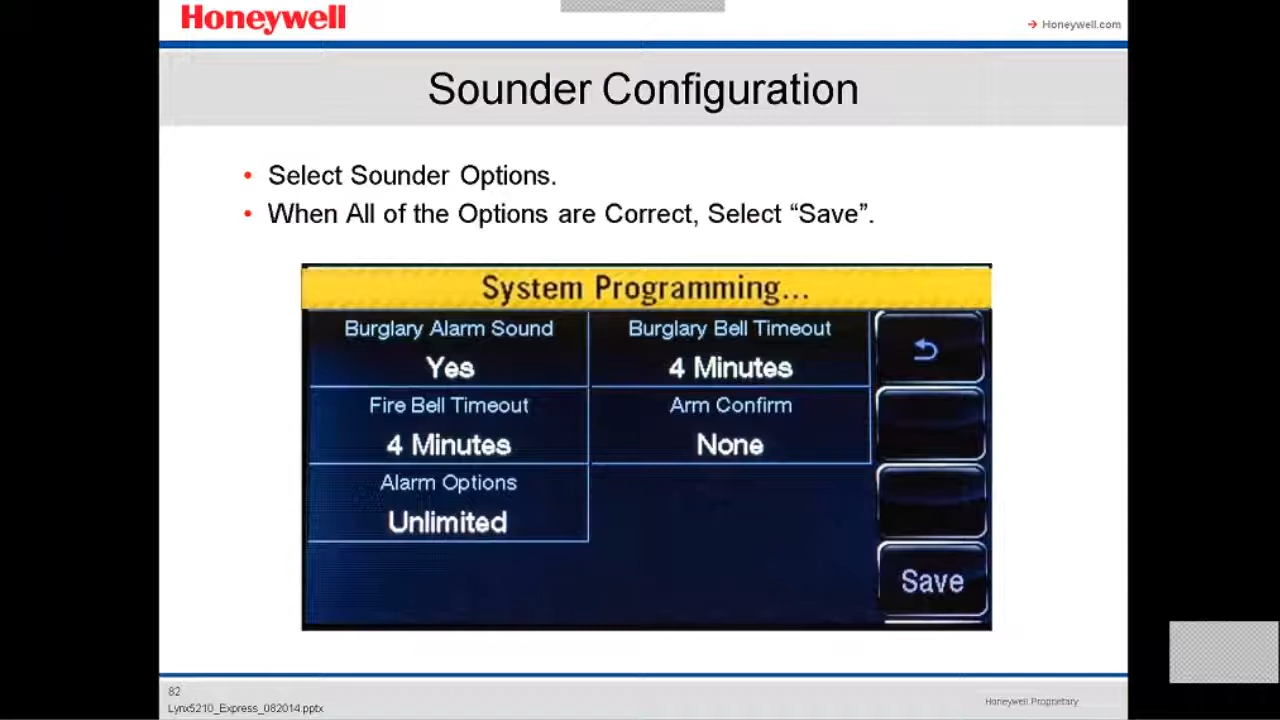 Honeywell
Honeywell.com
Sounder Configuration
• Select Sounder Options.
• When All of the Options are Correct, Select “Save”.
System Programming...
Burglary Alarm Sound
Yes
Burglary Bell Timeout
4 Minutes
Fire Bell Timeout
4 Minutes
Arm Confirm
None
Alarm Options
Unlimited
Save
82
Lynx5210_Express_082014.pptx
Honeywell Proprietary